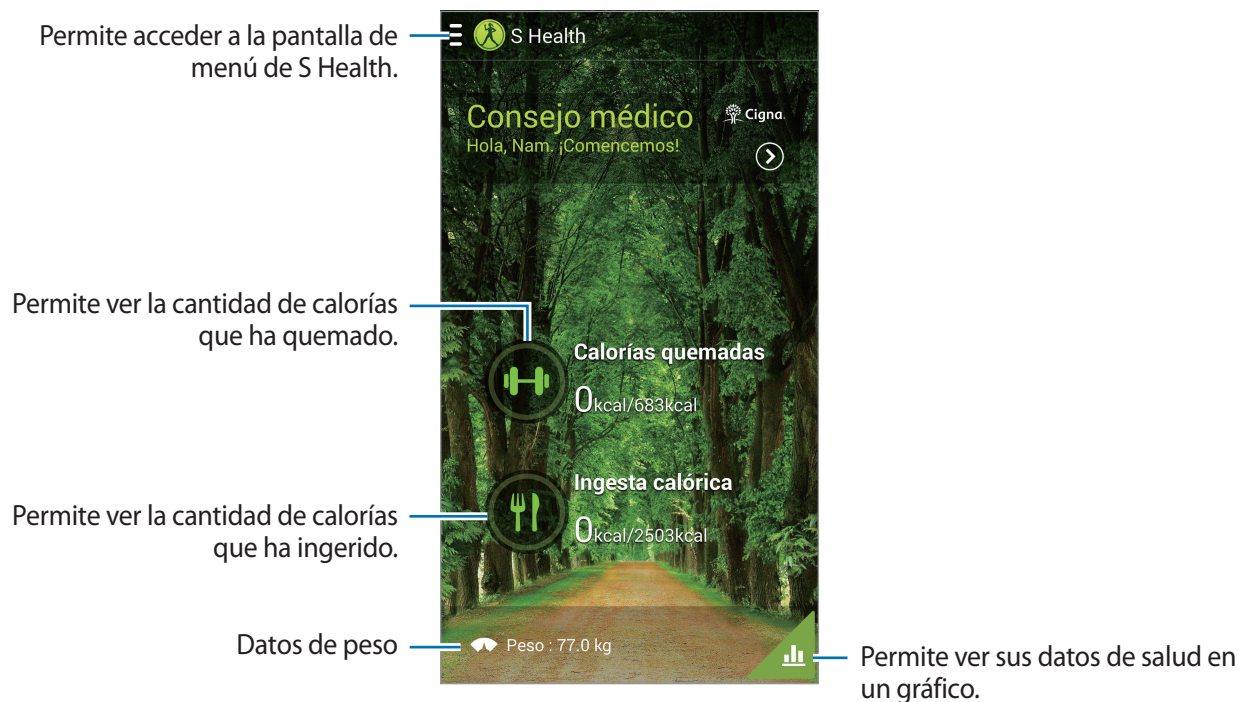 Permite acceder a la pantalla de
menú de S Health.
S Health
Consejo médico
Cigna.
Hola, Nam. ¡Comencemos!
Permite ver la cantidad de calorías
que ha quemado.
Calorías quemadas
0kcal/683kcal
Ingesta calórica
Permite ver la cantidad de calorías
que ha ingerido.
0kcal/2503kcal
Datos de peso
Peso : 77.0 kg
Permite ver sus datos de salud en
un gráfico.